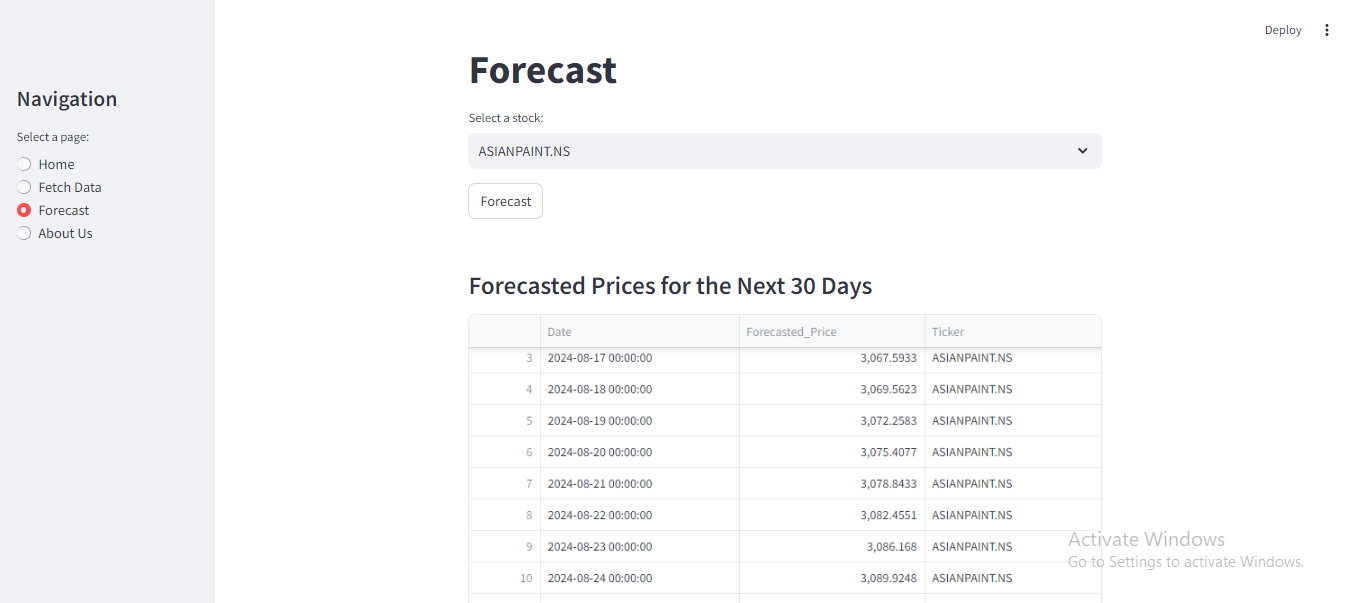 Deploy
Navigation
Select a page:
Home
Fetch Data
Forecast
About Us
Forecast
Select a stock:
ASIANPAINT.NS
Forecast
Forecasted Prices for the Next 30 Days
Date Forecasted_Price Ticker
3 2024-08-17 00:00:00 3,067.5933 ASIANPAINT.NS
4 2024-08-18 00:00:00 3,069.5623 ASIANPAINT.NS
5 2024-08-19 00:00:00 3,072.2583 ASIANPAINT.NS
6 2024-08-20 00:00:00 3,075.4077 ASIANPAINT.NS
7 2024-08-21 00:00:00 3,078.8433 ASIANPAINT.NS
8 2024-08-22 00:00:00 3,082.4551 ASIANPAINT.NS
9 2024-08-23 00:00:00 3,086.168 ASIANPAINT.NS
10 2024-08-24 00:00:00 3,089.9248 ASIANPAINT.NS
Activate Windows
Go to Settings to activate Windows.